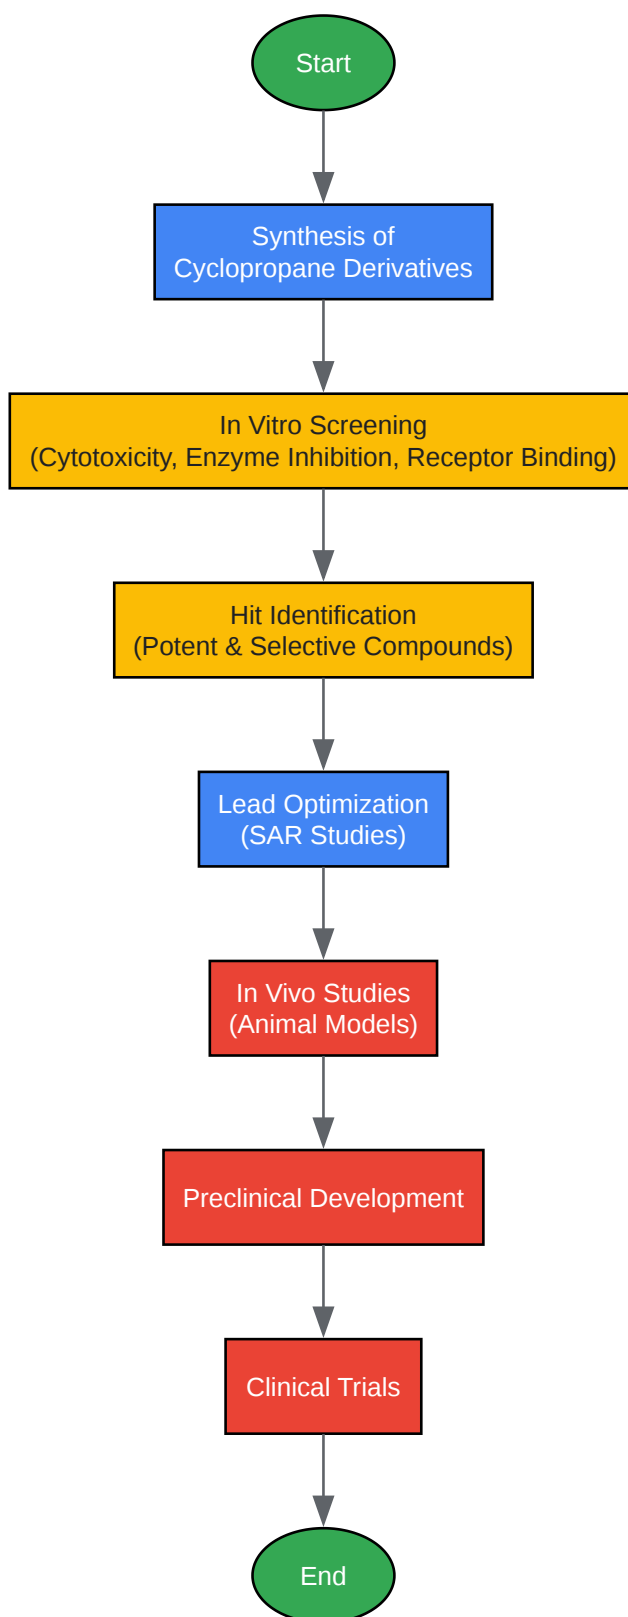 Start
Synthesis of
Cyclopropane Derivatives
In Vitro Screening
(Cytotoxicity, Enzyme Inhibition, Receptor Binding)
Hit Identification
(Potent & Selective Compounds)
Lead Optimization
(SAR Studies)
In Vivo Studies
(Animal Models)
Preclinical Development
Clinical Trials
End